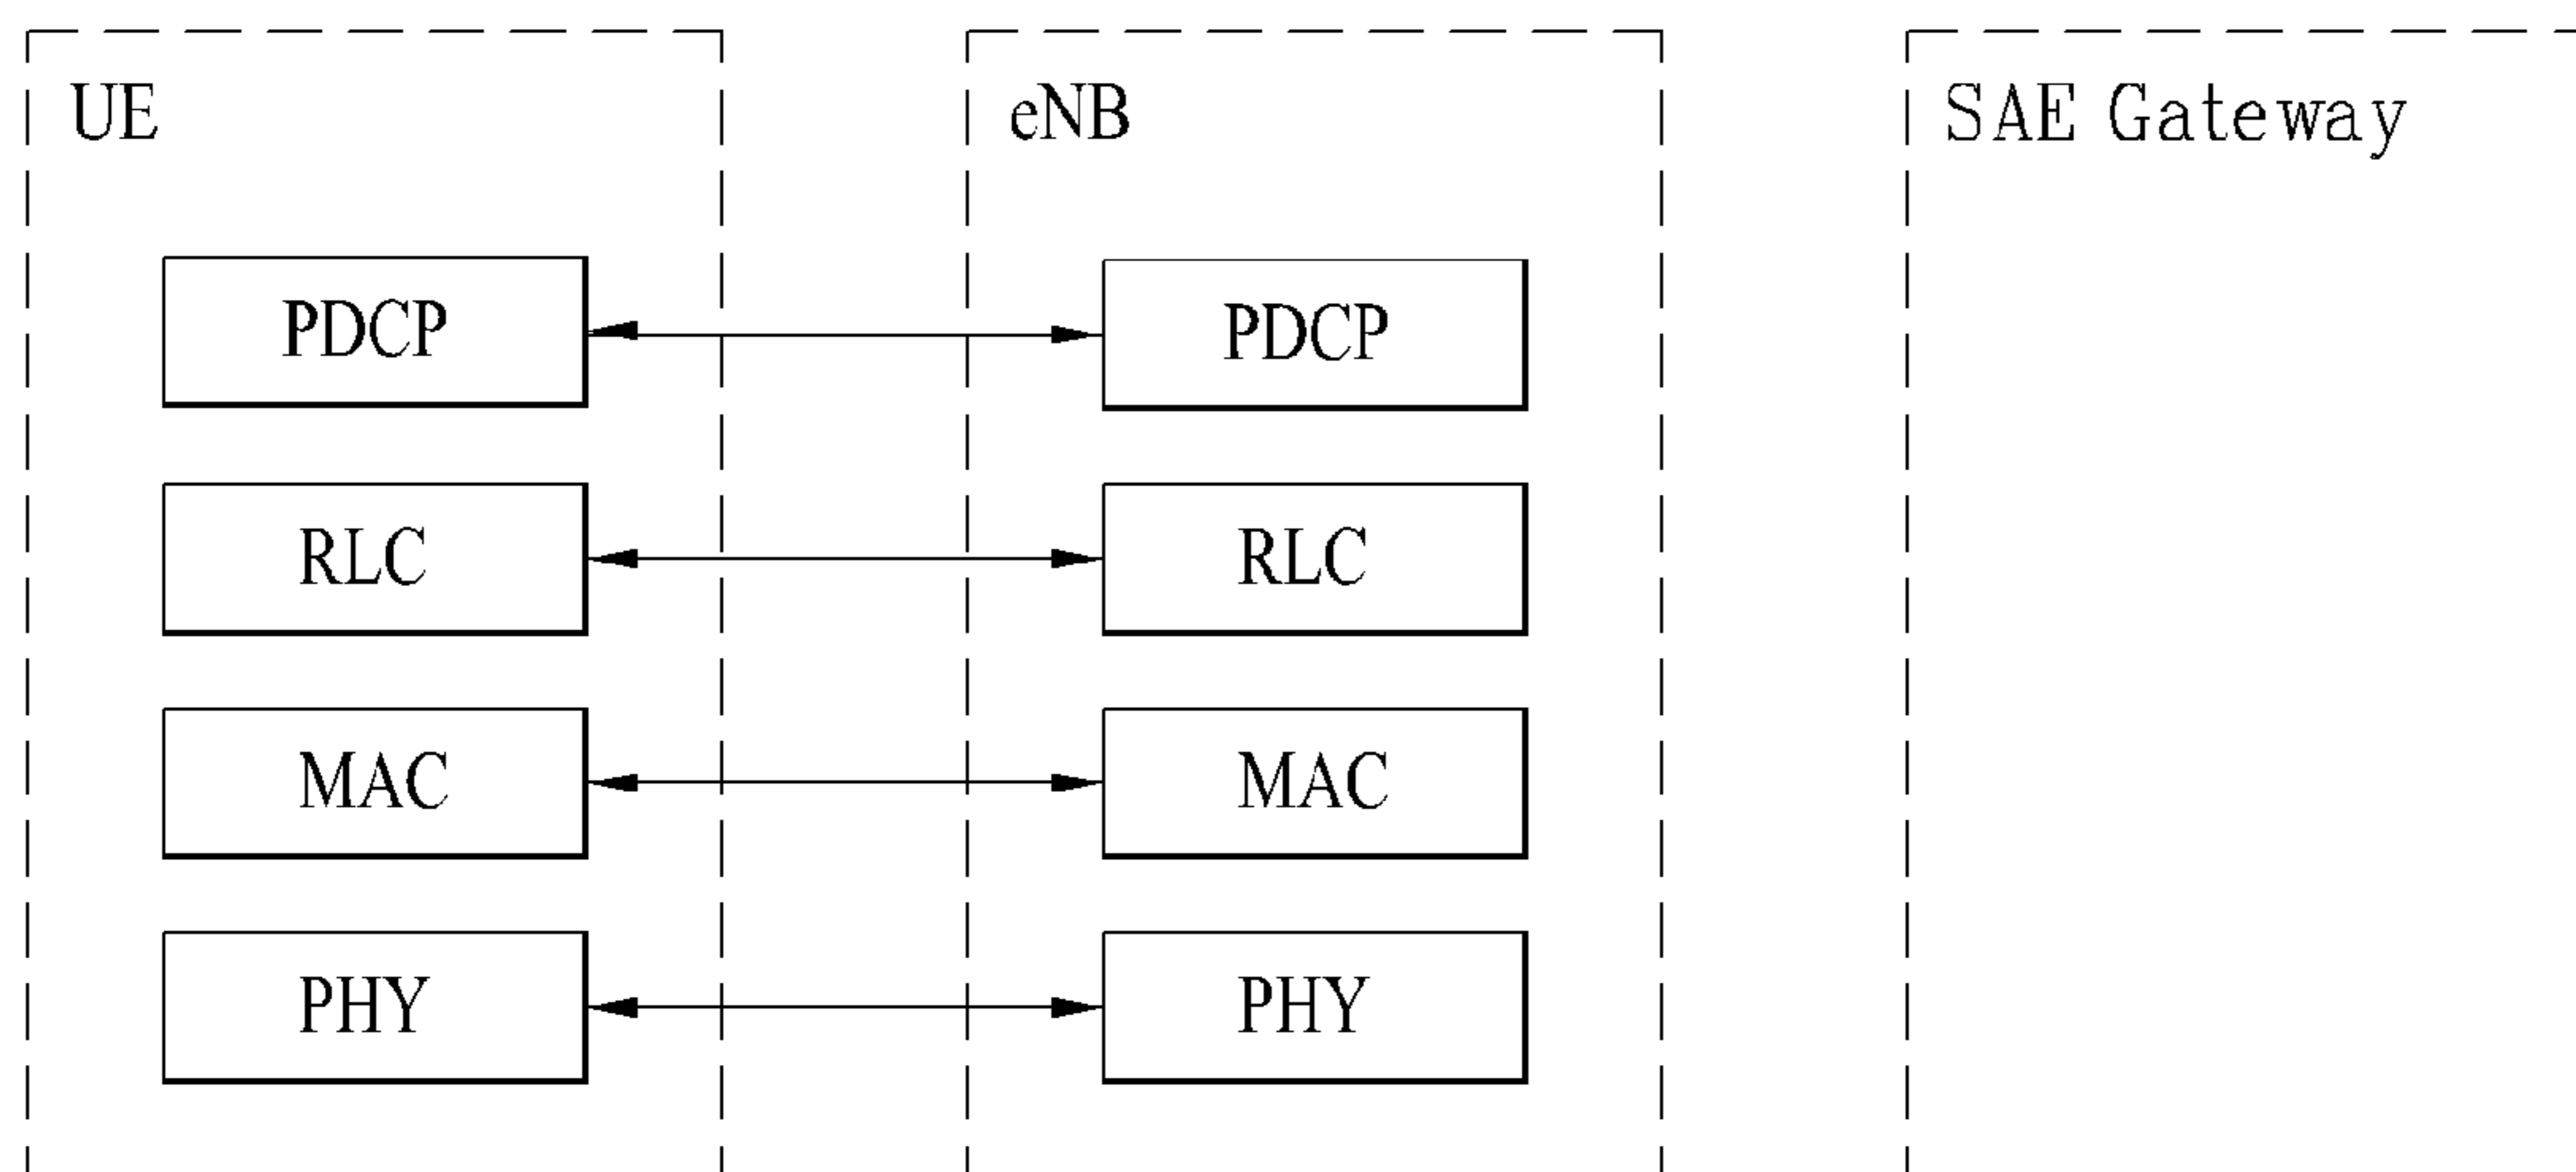 UE
eNB
SAE Gateway
PDCP
PDCP
RLC
RLC
MAC
MAC
PHY
PHY